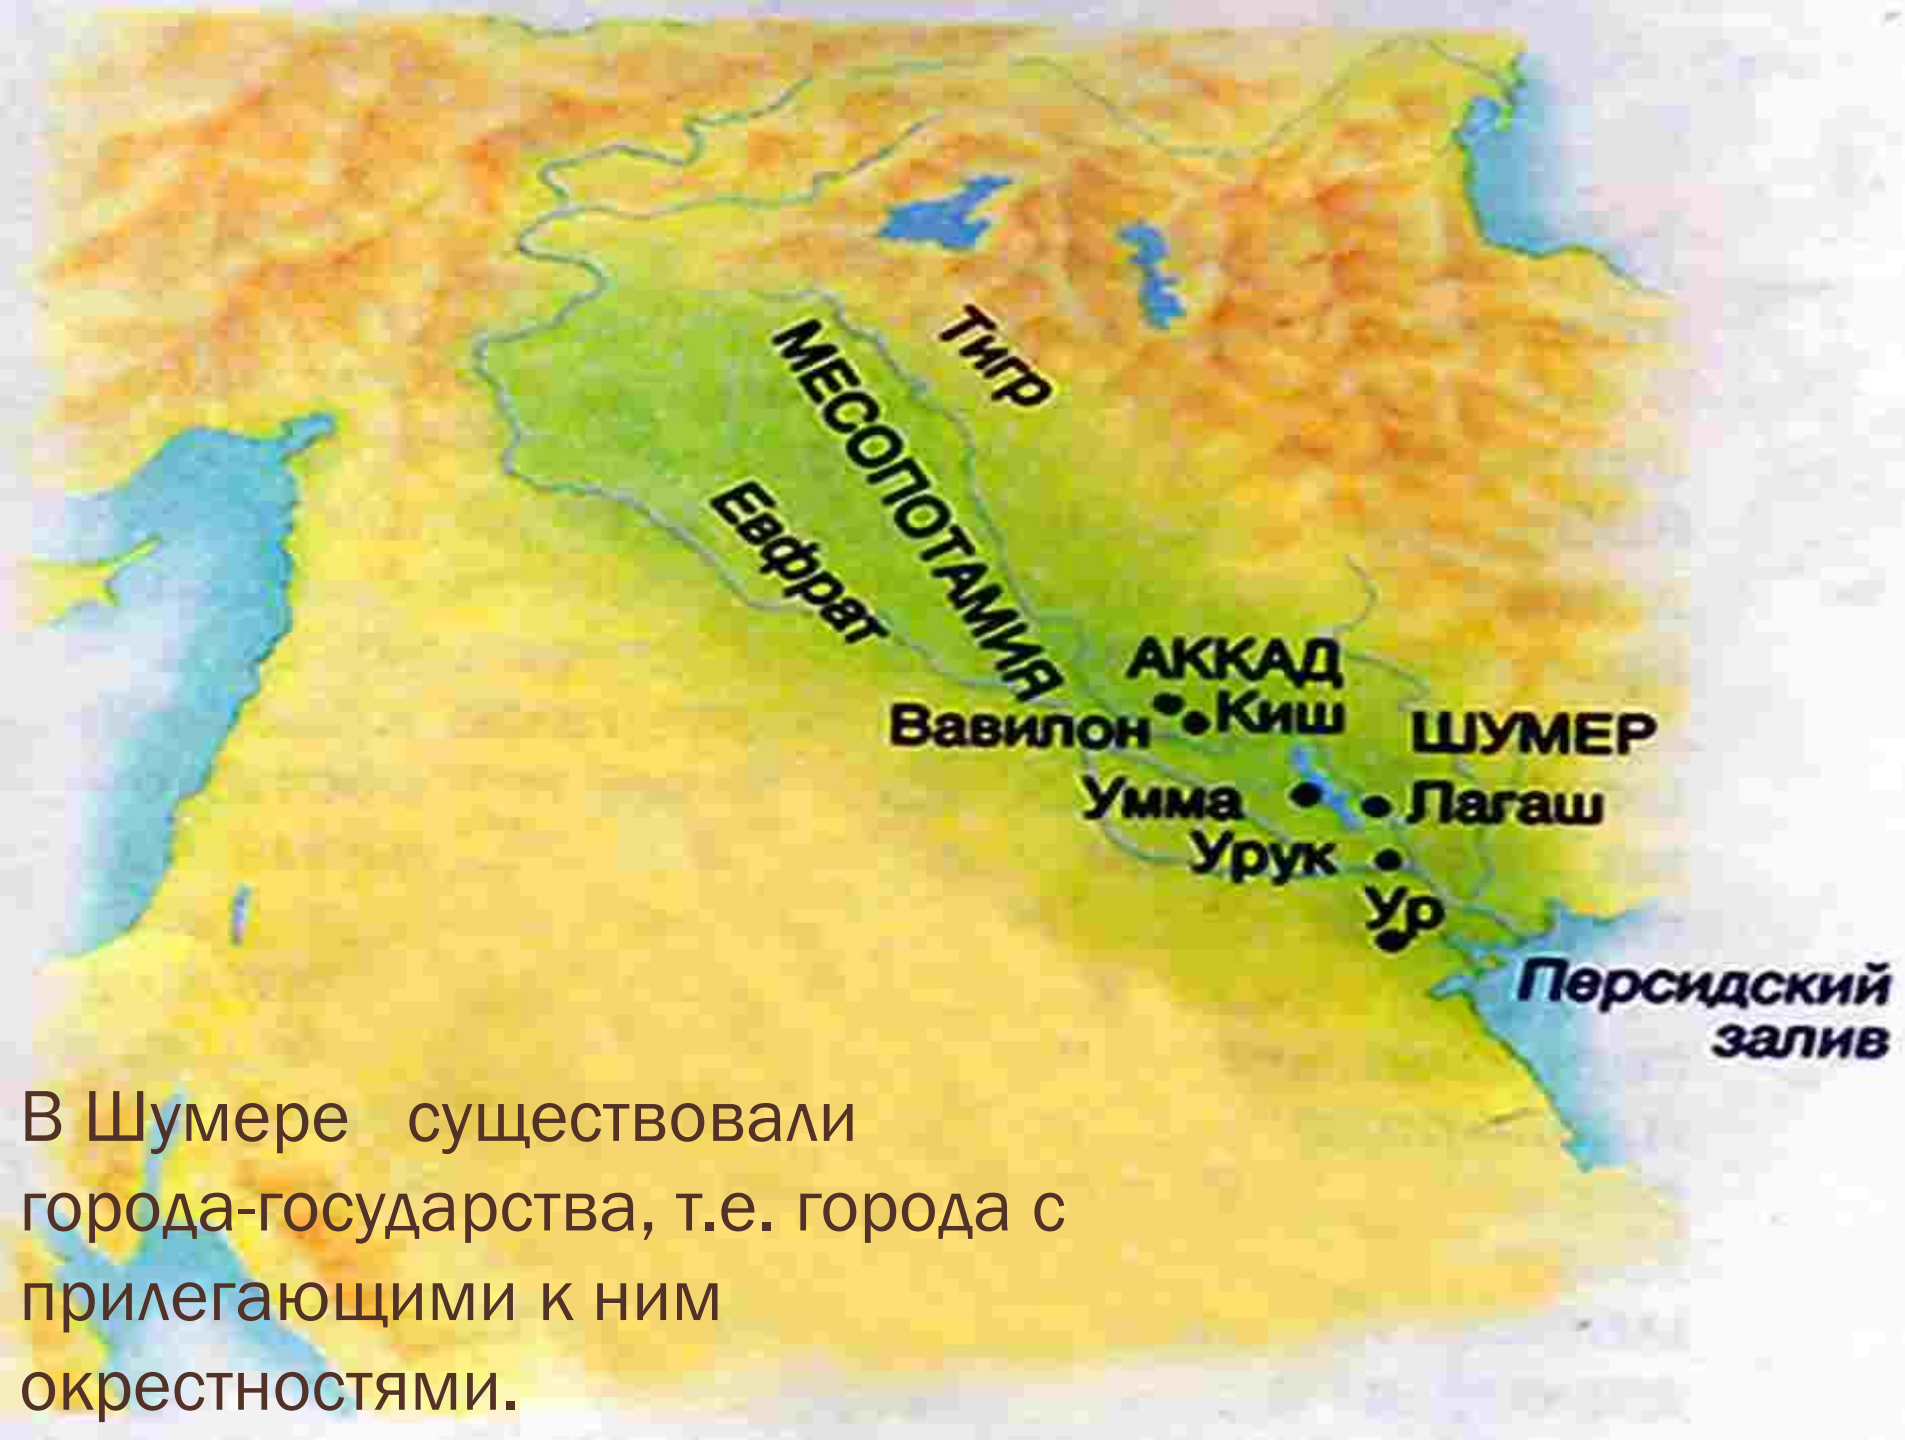 Тигр
МЕСОПОТАМИЯ
Евфрат
АККАД
Киш
Вавилон
ШУМЕР
Умма
Лагаш
Урук
Ур
Персидский
залив
В Шумере существовали
города-государства, т.е. города с
прилегающими к ним
окрестностями.